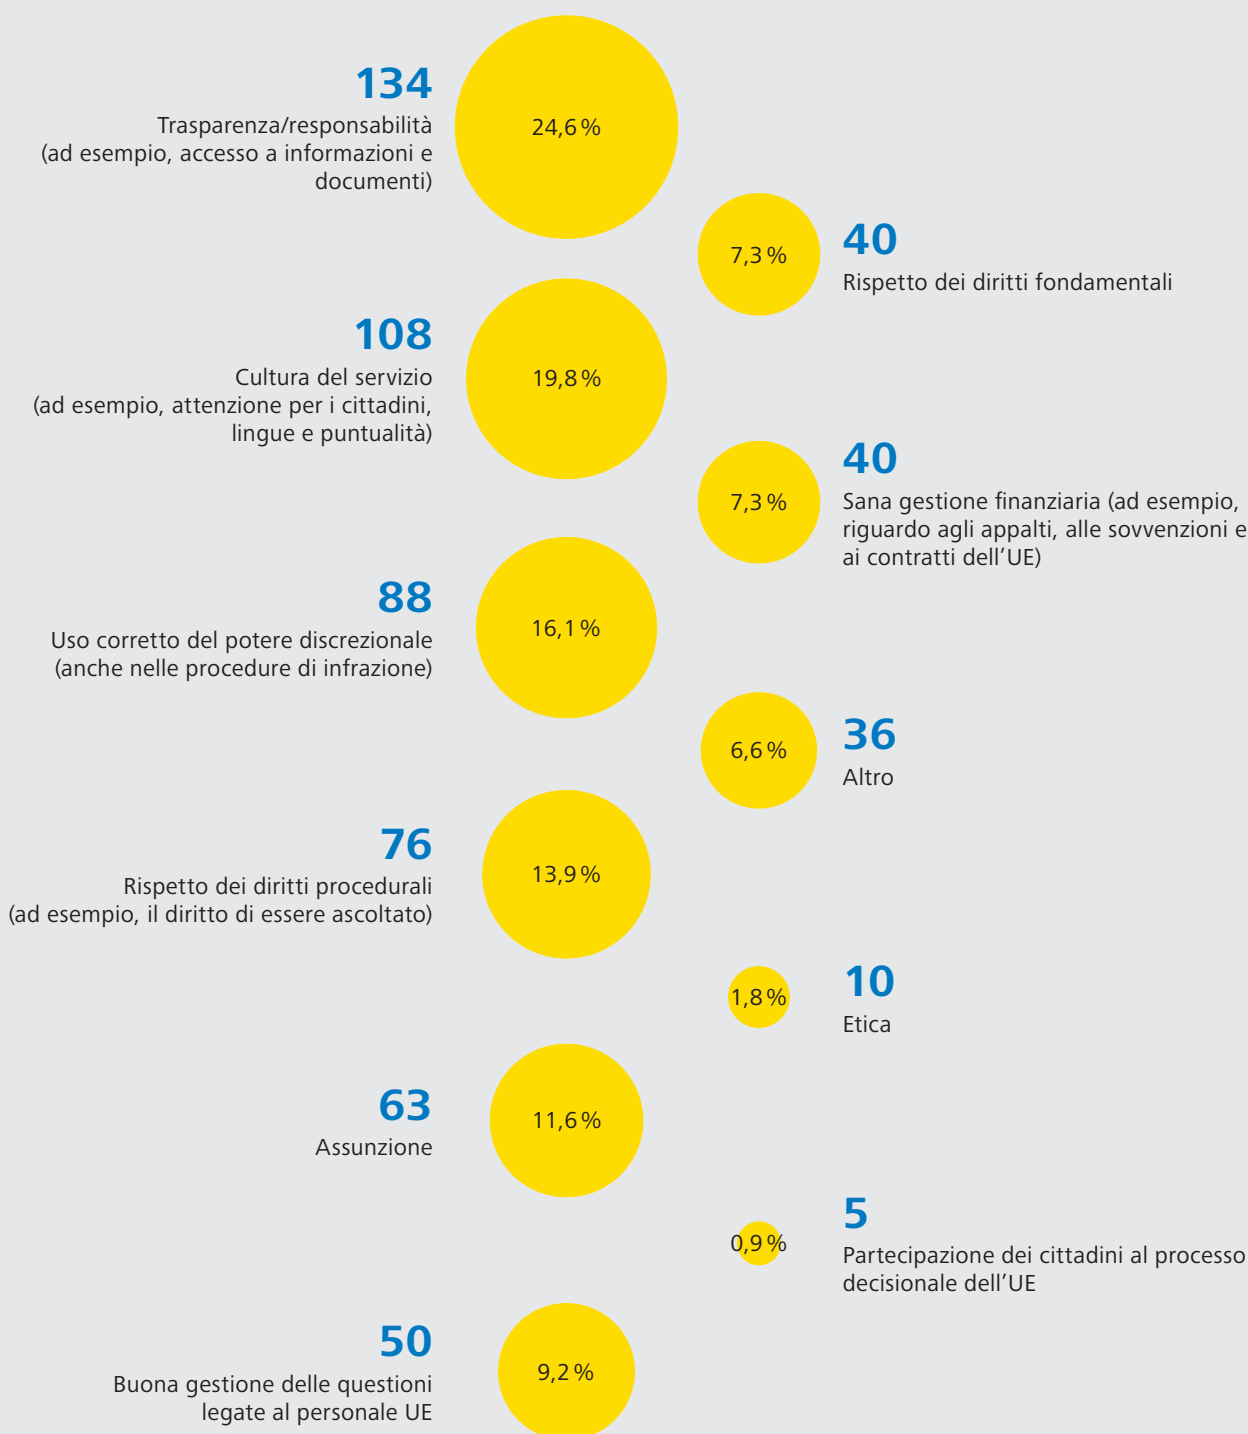 134
Trasparenza/responsabilità
(ad esempio, accesso a informazioni e
documenti)
24,6 %
7,3 %
40
Rispetto dei diritti fondamentali
108
Cultura del servizio
(ad esempio, attenzione per i cittadini,
lingue e puntualità)
19,8 %
7,3 %
40
Sana gestione finanziaria (ad esempio,
riguardo agli appalti, alle sovvenzioni e
ai contratti dell’UE)
88
Uso corretto del potere discrezionale
(anche nelle procedure di infrazione)
16,1 %
6,6 %
36
Altro
76
Rispetto dei diritti procedurali
(ad esempio, il diritto di essere ascoltato)
13,9 %
1,8 %
10
Etica
63
Assunzione
11,6 %
0,9 %
5
Partecipazione dei cittadini al processo
decisionale dell’UE
50
Buona gestione delle questioni
legate al personale UE
9,2 %